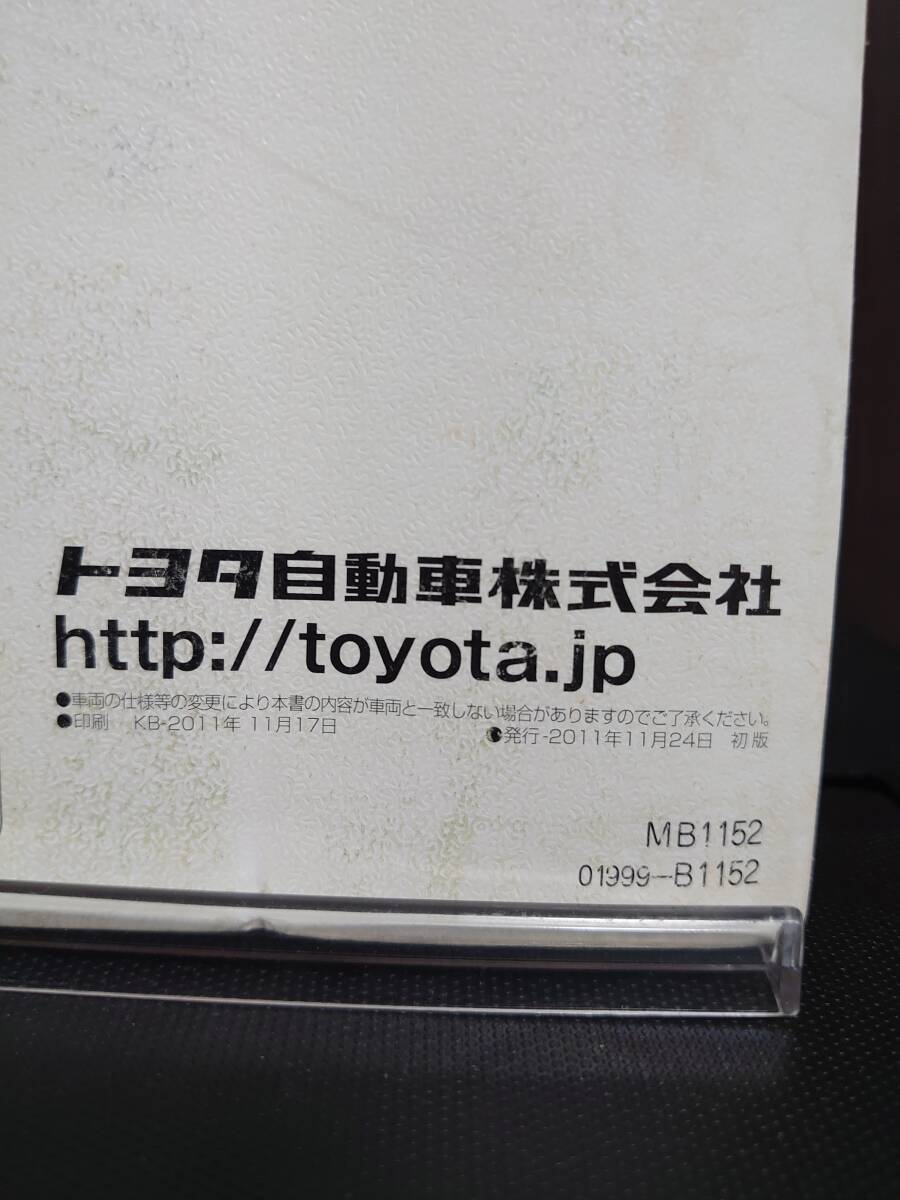 トヨタ自動車株式会社
http://toyota.jp
●車両の仕様等の変更により本書の内容が車両と一致しない場合がありますのでご了承ください。
●印刷 KB-2011年 11月17日 ●発行-2011年11月24日 初版
MB1152
01999-B1152